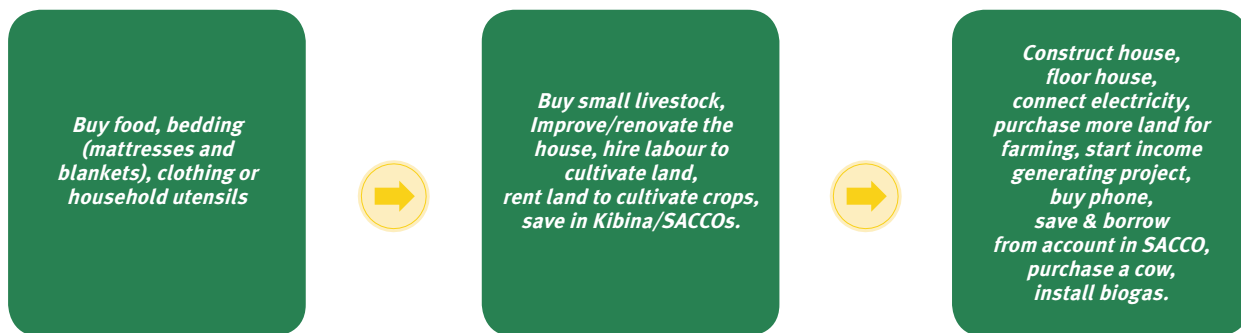 Buy food, bedding
(mattresses and
blankets), clothing or
household utensils
Buy small livestock,
Improve/renovate the
house, hire labour to
cultivate land,
rent land to cultivate crops,
save in Kibina/SACCOs.
Construct house,
floor house,
connect electricity,
purchase more land for
farming, start income
generating project,
buy phone,
save & borrow
from account in SACCO,
purchase a cow,
install biogas.